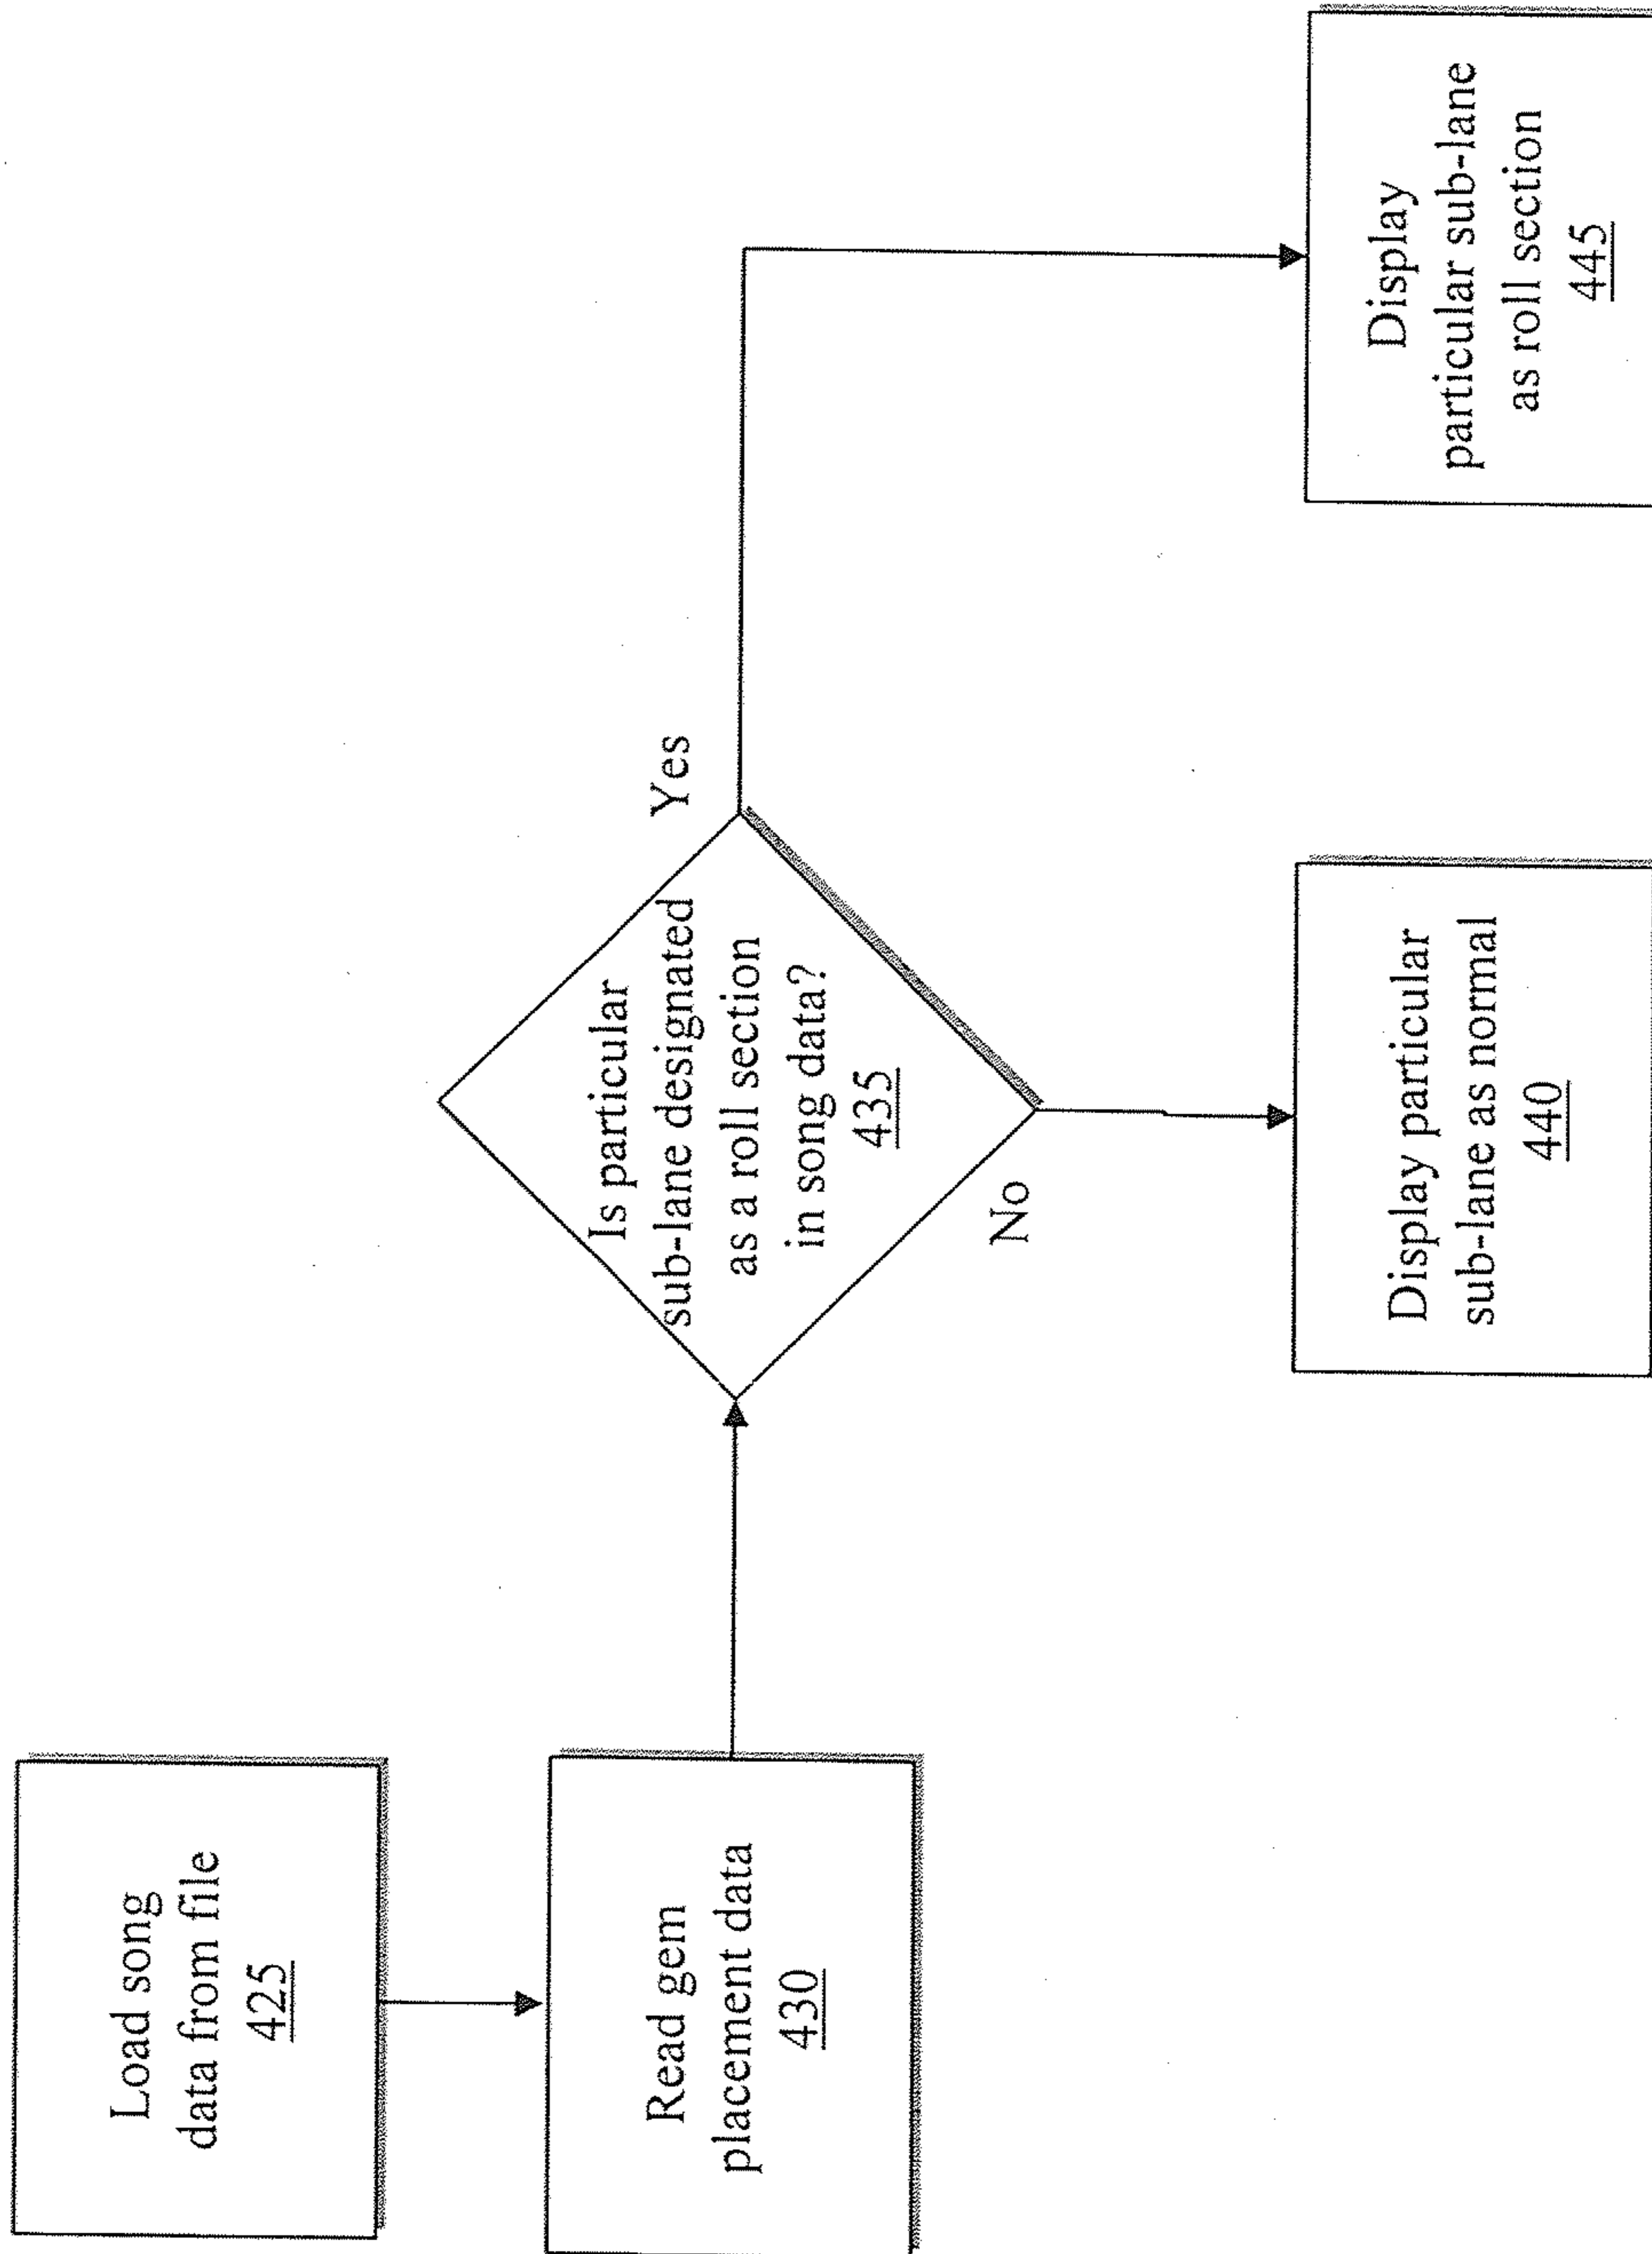 Load song
data from file
425
Read gem
placement data
430
Is particular
sub-lane designated
as a roll section
in song data?
435
Yes
No
Display particular
sub-lane as normal
440
Display
particular sub-lane
as roll section
445